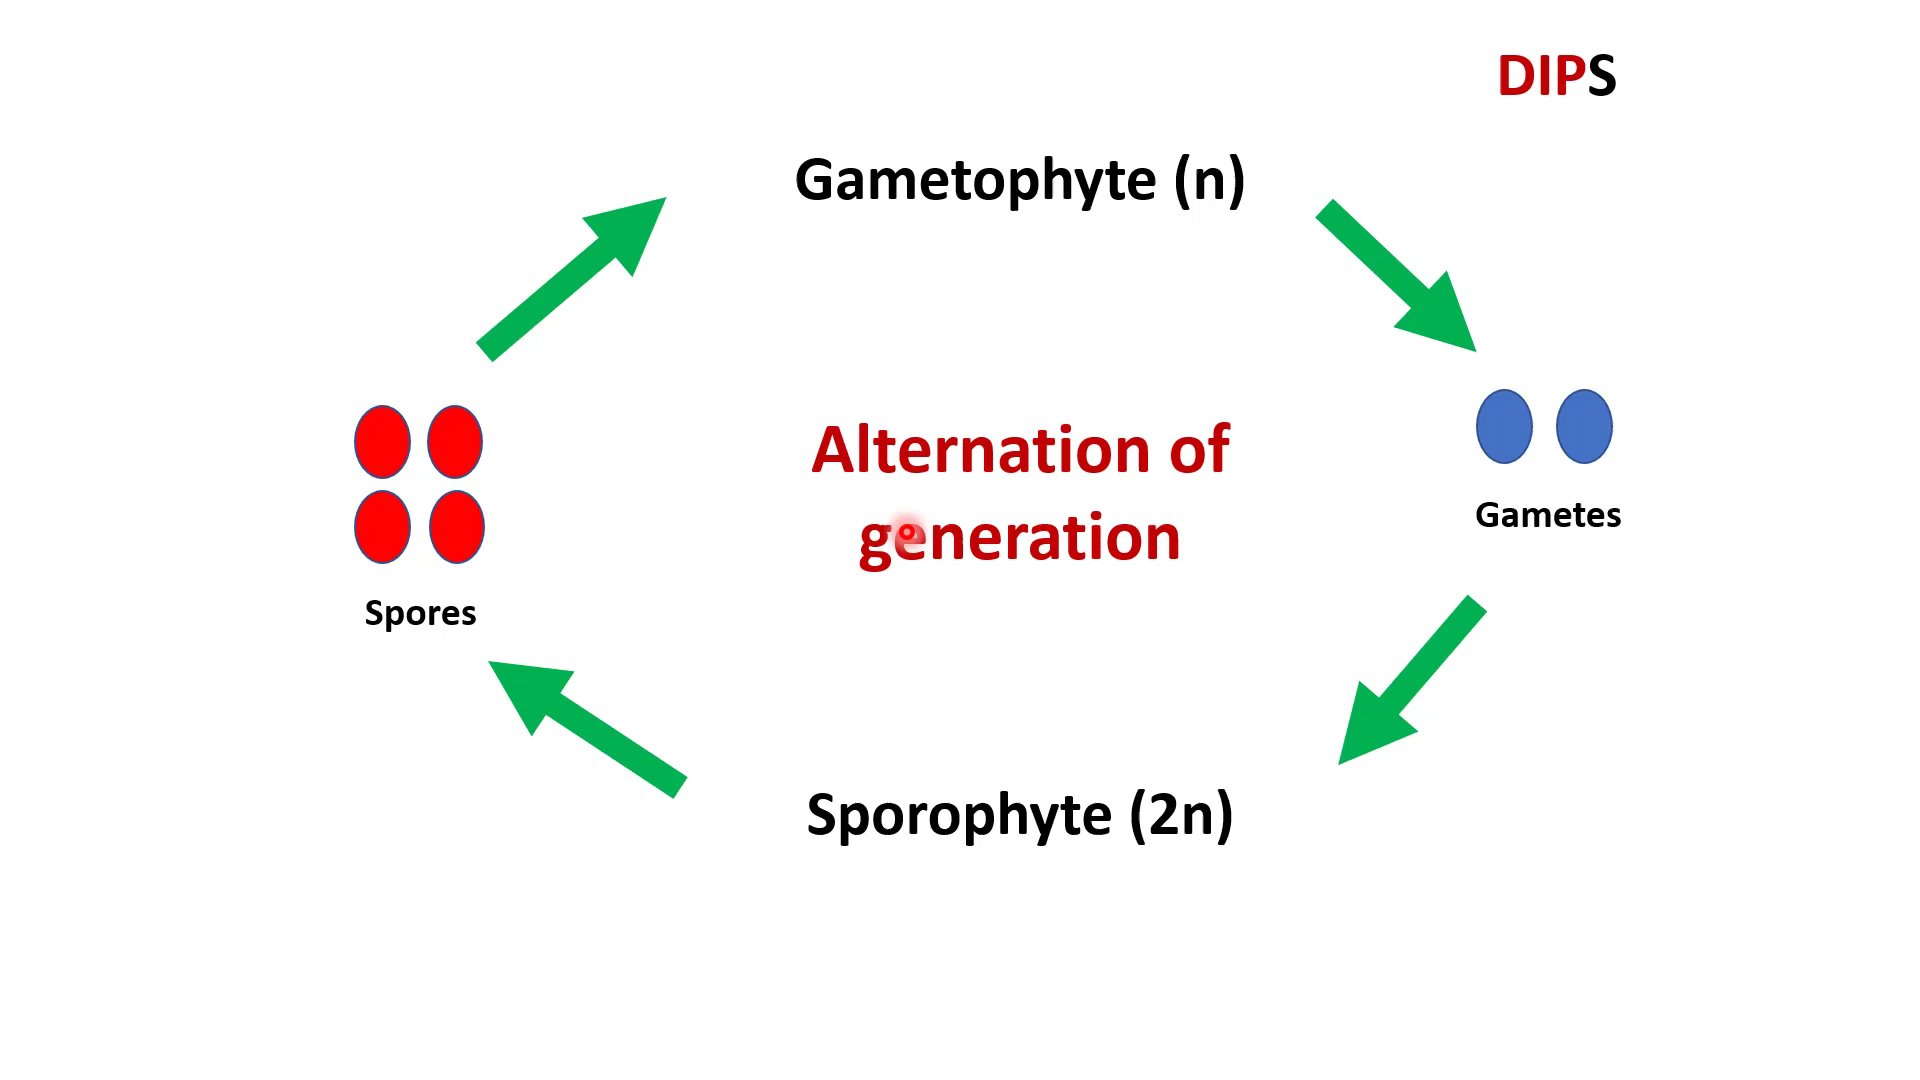 DIPS
Gametophyte (n)
Alternation of
generation
Gametes
Spores
Sporophyte (2n)